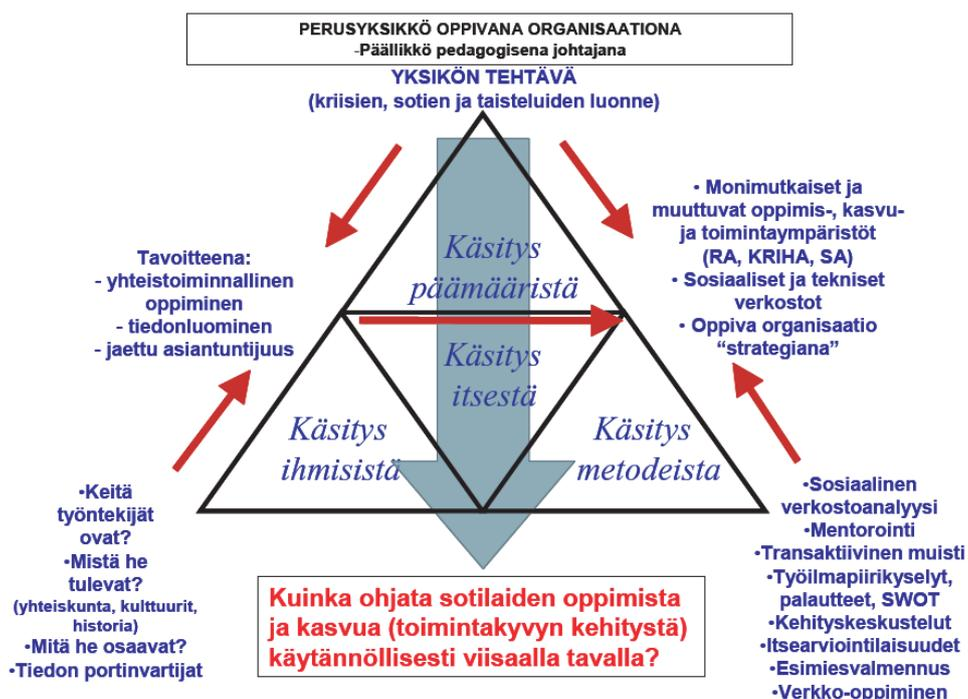 PERUSYKSIKKÖ OPPIVANA ORGANISAATIONA
-Päällikkö pedagogisena johtajana
YKSIKÖN TEHTÄVÄ
(kriisien, sotien ja taisteluiden luonne)
Tavoitteena:
- yhteistoiminnallinen
oppiminen
- tiedonluominen
- jaettu asiantuntijuus
Käsitys
päämääristä
• Monimutkaiset ja
muuttuvat oppimis-, kasvu-
ja toimintaympäristöt
(RA, KRIHA, SA)
• Sosiaaliset ja tekniset
verkostot
• Oppiva organisaatio
“strategiana”
Käsitys
itsestä
Käsitys
ihmisistä
Käsitys
metodeista
•Keitä
työntekijät
ovat?
•Mistä he
tulevat?
(yhteiskunta, kulttuurit,
historia)
•Mitä he osaavat?
•Tiedon portinvartijat
Kuinka ohjata sotilaiden oppimista
ja kasvua (toimintakyvyn kehitystä)
käytännöllisesti viisaalla tavalla?
•Sosiaalinen
verkostoanalyysi
•Mentorointi
•Transaktiivinen muisti
•Työilmapiirikyselyt,
palautteet, SWOT
•Kehityskeskustelut
•Itsearviointilaisuudet
•Esimiesvalmennus
•Verkko-oppiminen